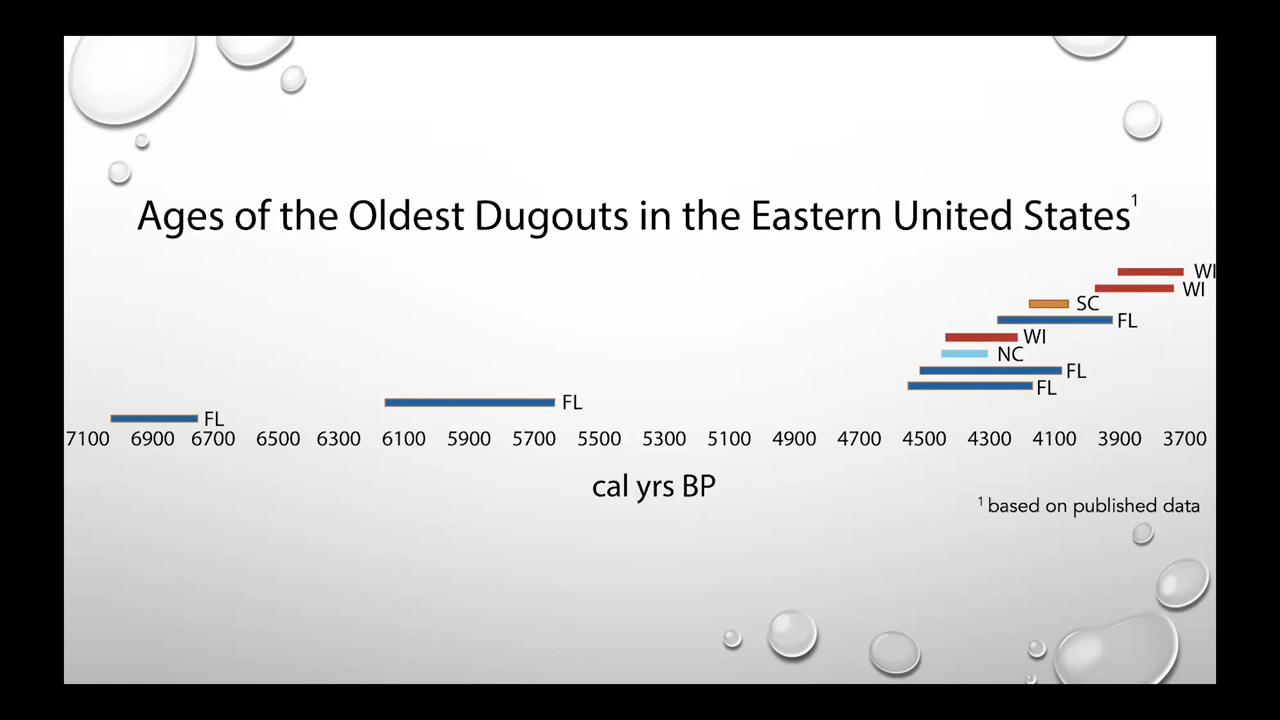 Ages of the Oldest Dugouts in the Eastern United States¹
WI
WI
SC
FL
WI
NC
FL
FL
FL
FL
7100 6900 6700 6500 6300 6100 5900 5700 5500 5300 5100 4900 4700 4500 4300 4100 3900 3700
cal yrs BP
¹ based on published data